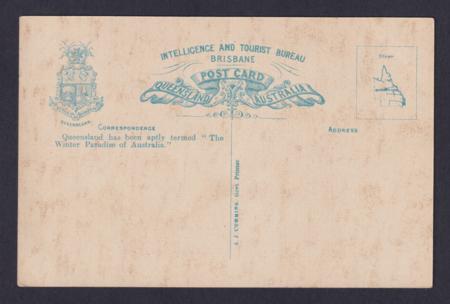 INTELLIGENCE AND TOURIST BUREAU
BRISBANE
POST CARD
QUEENSLAND AUSTRALIA
QUEENSLAND.
CORRESPONDENCE
Queensland has been aptly termed "The
Winter Paradise of Australia."
ADDRESS
A. J. CUMMING, Govt. Printer